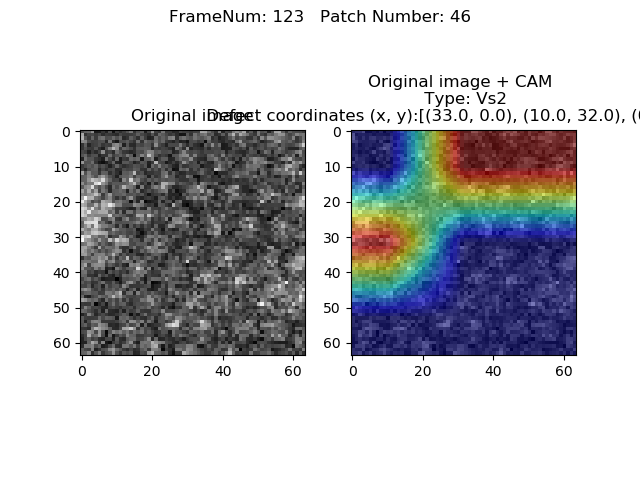 FrameNum: 123   Patch Number: 46
Original image + CAM
Type: Vs2
Original image
Defect coordinates (x, y):[(33.0, 0.0), (10.0, 32.0), (
0
10
20
30
40
50
60
0 20 40 60
0
10
20
30
40
50
60
0 20 40 60